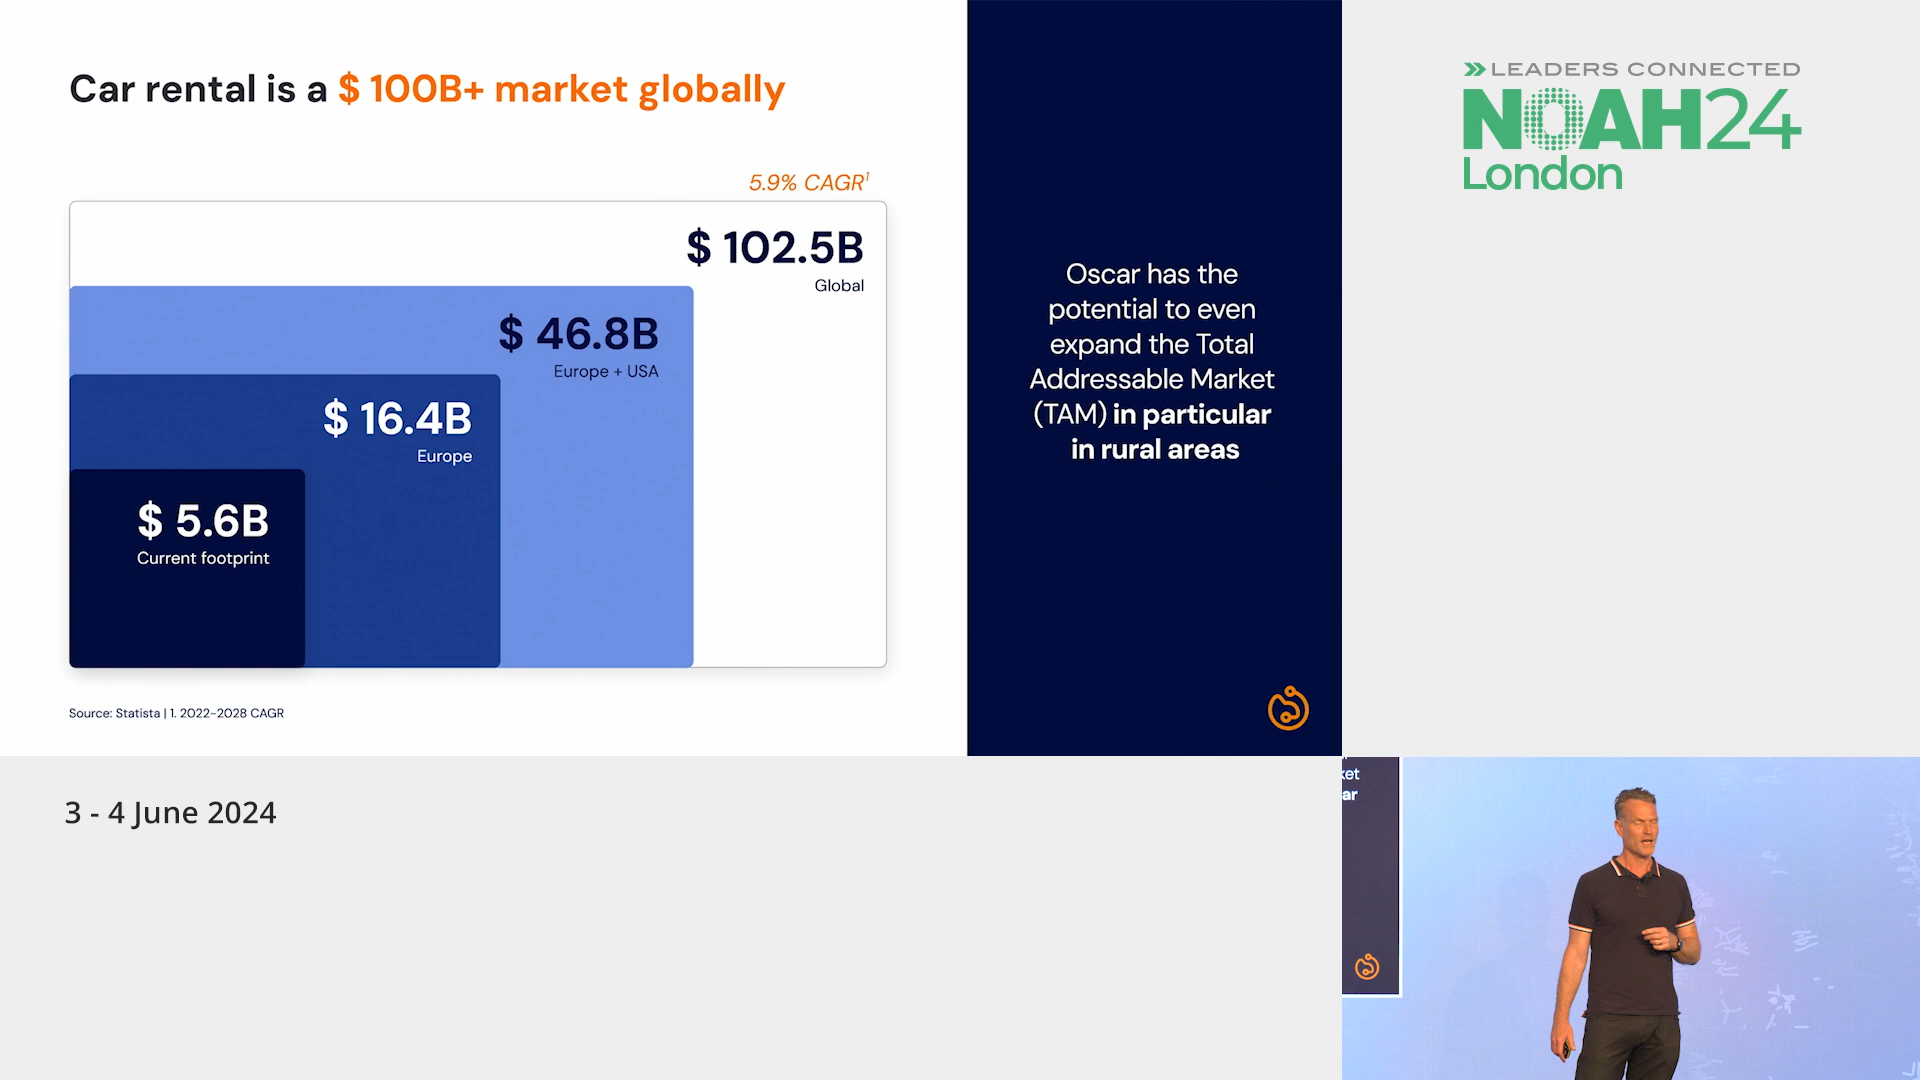 Car rental is a $ 100B+ market globally
5.9% CAGR¹
$ 102.5B
Global
$ 46.8B
Europe + USA
$ 16.4B
Europe
$ 5.6B
Current footprint
Source: Statista | 1. 2022-2028 CAGR
Oscar has the
potential to even
expand the Total
Addressable Market
(TAM) in particular
in rural areas
LEADERS CONNECTED
NOAH24
London
3 - 4 June 2024
ket
ar